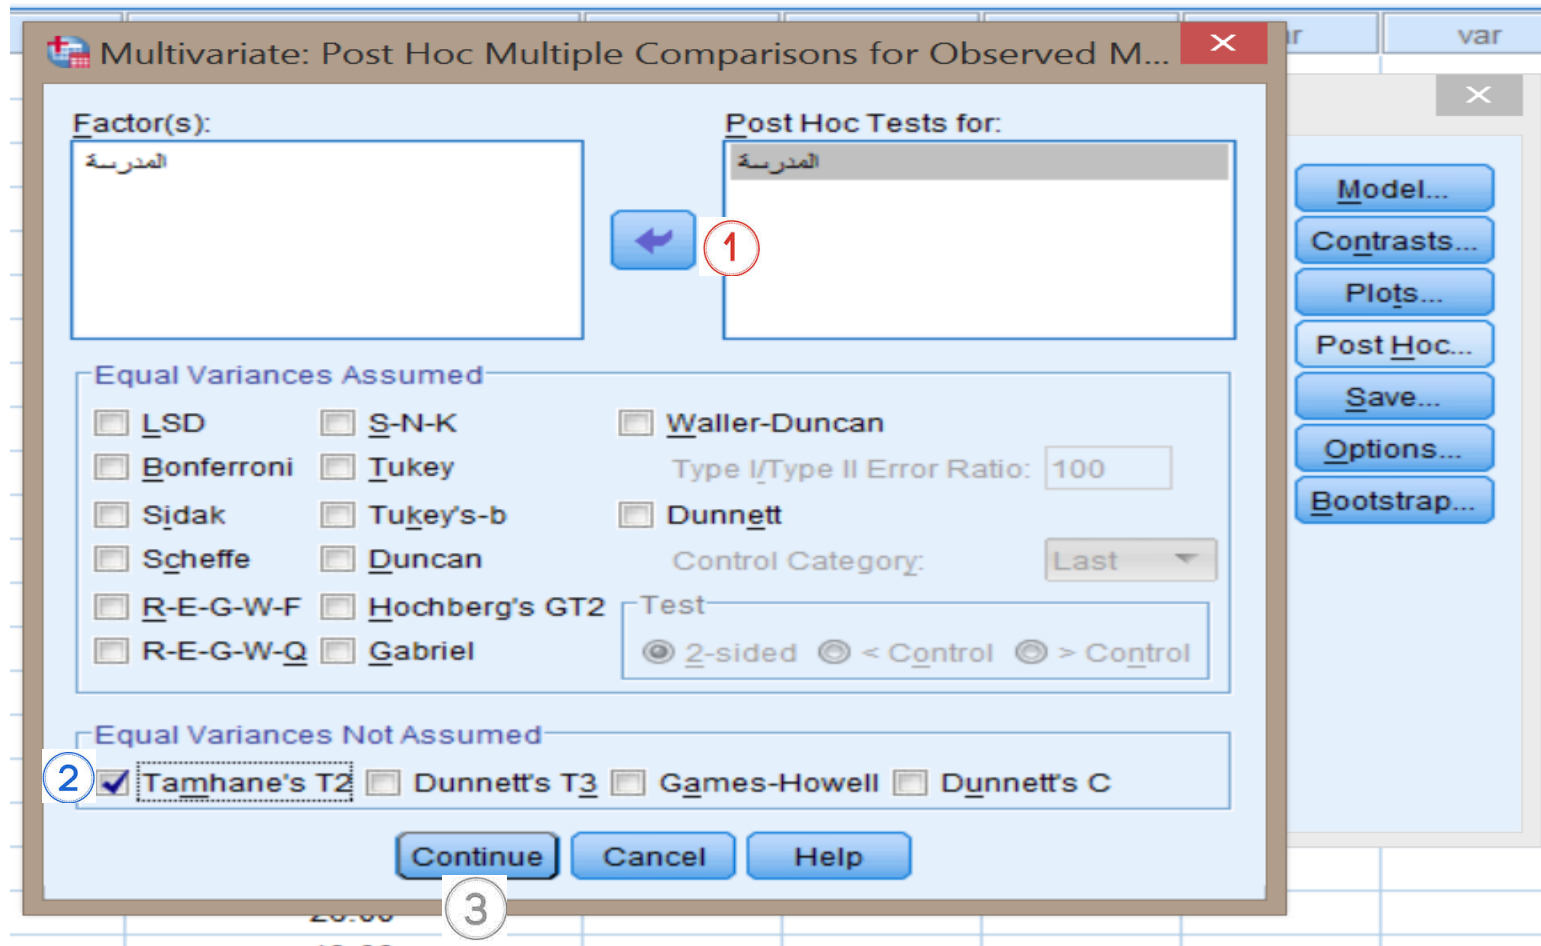 var
Multivariate: Post Hoc Multiple Comparisons for Observed M...
Factor(s):
المدرسة
Post Hoc Tests for:
المدرسة
1
Equal Variances Assumed
LSD S-N-K Waller-Duncan
Bonferroni Tukey Type I/Type II Error Ratio: 100
Sidak Tukey's-b Dunnett
Scheffe Duncan Control Category: Last
R-E-G-W-F Hochberg's GT2 Test
R-E-G-W-Q Gabriel 2-sided < Control > Control
Equal Variances Not Assumed
2 Tamhane's T2 Dunnett's T3 Games-Howell Dunnett's C
Continue Cancel Help
3
Model...
Contrasts...
Plots...
Post Hoc...
Save...
Options...
Bootstrap...